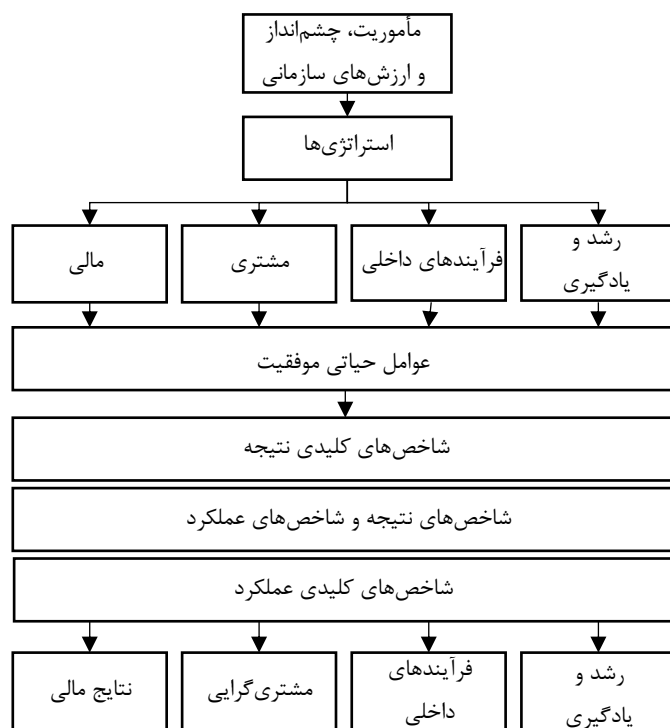 مأموریت، چشم‌انداز
و ارزش‌های سازمانی
استراتژی‌ها
رشد و
یادگیری
فرآیندهای داخلی
مشتری
مالی
عوامل حیاتی موفقیت
شاخص‌های کلیدی نتیجه
شاخص‌های نتیجه و شاخص‌های عملکرد
شاخص‌های کلیدی عملکرد
رشد و
یادگیری
فرآیندهای
داخلی
مشتری‌گرایی
نتایج مالی